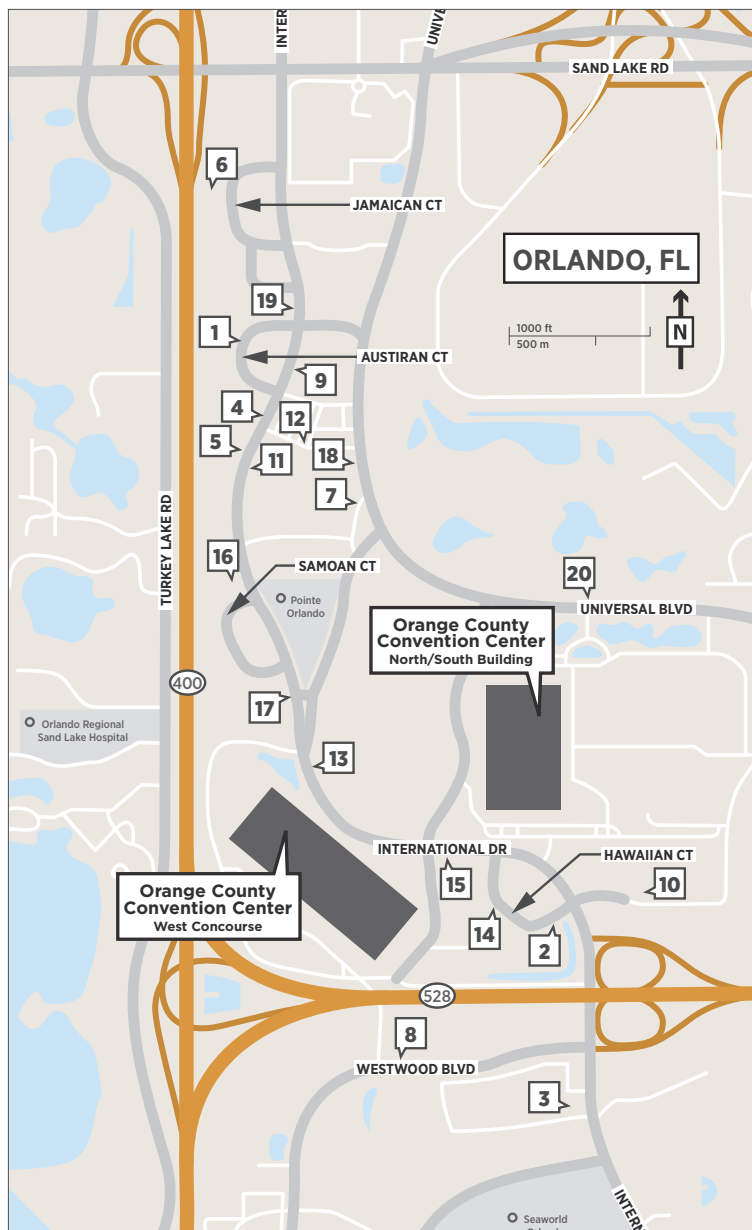 INTER
UNIVE
SAND LAKE RD
6
JAMAICAN CT
ORLANDO, FL
19
1000 ft
500 m
N
1
AUSTIRAN CT
9
4
12
5
11
18
7
TURKEY LAKE RD
16
SAMOAN CT
20
Pointe
Orlando
UNIVERSAL BLVD
Orange County
Convention Center
North/South Building
400
17
Orlando Regional
Sand Lake Hospital
13
INTERNATIONAL DR
HAWAIIAN CT
15
10
Orange County
Convention Center
West Concourse
14
2
528
8
WESTWOOD BLVD
3
INTERN
Seaworld